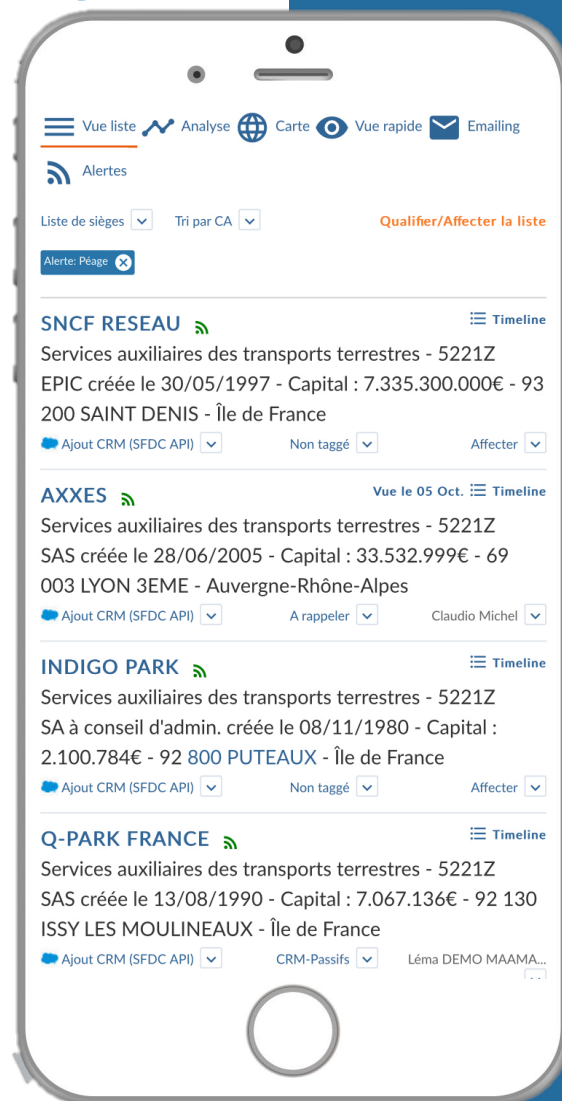 Vue liste Analyse Carte Vue rapide Emailing
Alertes
Liste de sièges Tri par CA Qualifier/Affecter la liste
Alerte: Péage
SNCF RESEAU Timeline
Services auxiliaires des transports terrestres - 5221Z
EPIC créée le 30/05/1997 - Capital : 7.335.300.000€ - 93
200 SAINT DENIS - Île de France
Ajout CRM (SFDC API) Non taggé Affecter
AXXES Vue le 05 Oct. Timeline
Services auxiliaires des transports terrestres - 5221Z
SAS créée le 28/06/2005 - Capital : 33.532.999€ - 69
003 LYON 3EME - Auvergne-Rhône-Alpes
Ajout CRM (SFDC API) A rappeler Claudio Michel
INDIGO PARK Timeline
Services auxiliaires des transports terrestres - 5221Z
SA à conseil d'admin. créée le 08/11/1980 - Capital :
2.100.784€ - 92 800 PUTEAUX - Île de France
Ajout CRM (SFDC API) Non taggé Affecter
Q-PARK FRANCE Timeline
Services auxiliaires des transports terrestres - 5221Z
SAS créée le 13/08/1990 - Capital : 7.067.136€ - 92 130
ISSY LES MOULINEAUX - Île de France
Ajout CRM (SFDC API) CRM-Passifs Léma DEMO MAAMA...